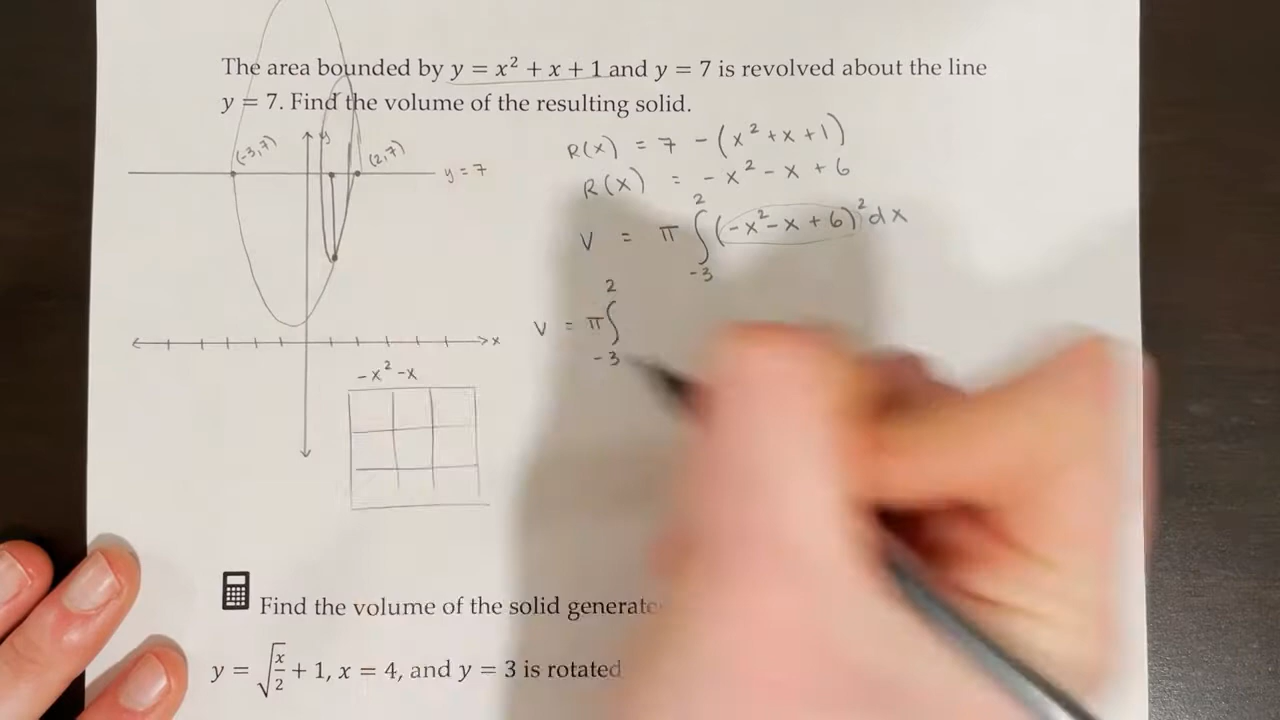 The area bounded by y = x² + x + 1 and y = 7 is revolved about the line
y = 7. Find the volume of the resulting solid.
y
(-3,7)
(2,7)
y = 7
x
R(x) = 7 - (x² + x + 1)
R(x) = -x² - x + 6
V = π ∫_{-3}^{2} (-x² - x + 6)² dx
V = π ∫_{-3}^{2}
-x² -x
Find the volume of the solid
y = √(x/2) + 1, x = 4, and y = 3 is rotated